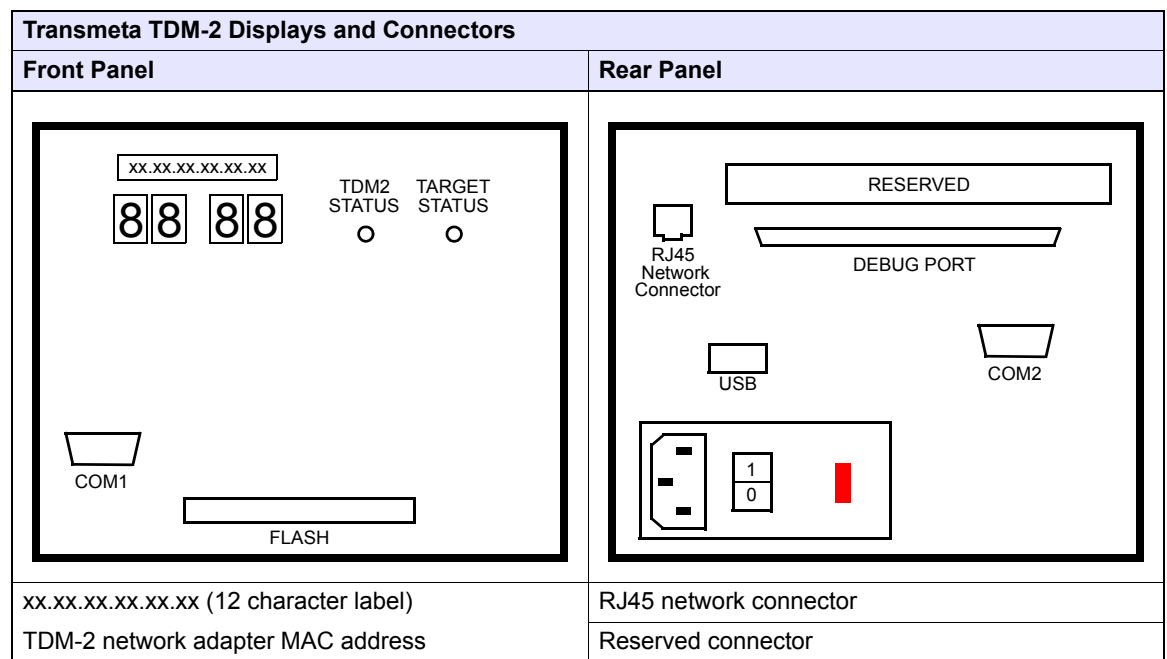 Transmeta TDM-2 Displays and Connectors
Front Panel
Rear Panel
xx.xx.xx.xx.xx.xx
88 88
TDM2
STATUS
TARGET
STATUS
COM1
FLASH
RESERVED
RJ45
Network
Connector
DEBUG PORT
USB
COM2
1
0
xx.xx.xx.xx.xx.xx (12 character label)
TDM-2 network adapter MAC address
RJ45 network connector
Reserved connector